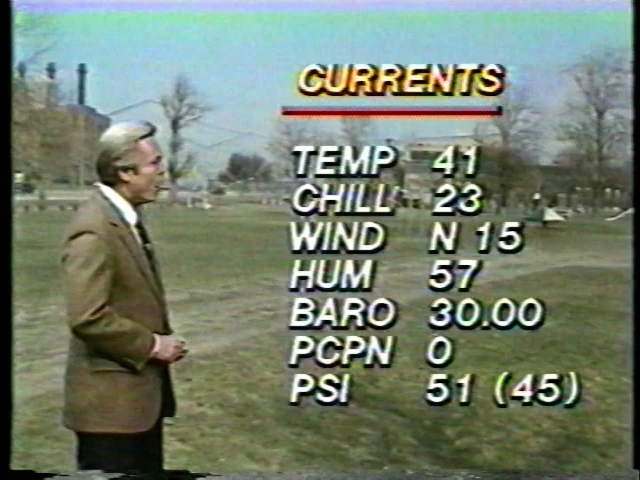 CURRENTS
TEMP 41
CHILL 23
WIND N 15
HUM 57
BARO 30.00
PCPN 0
PSI 51 (45)